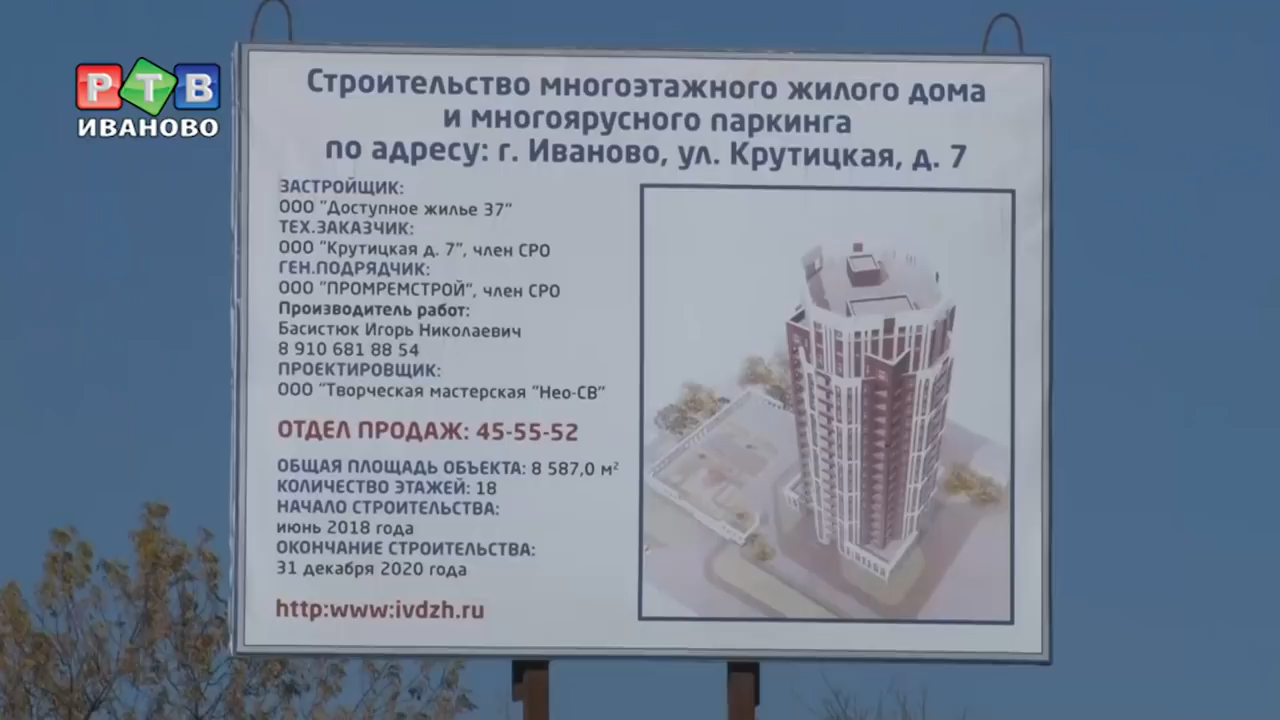 РТВ
ИВАНОВО
Строительство многоэтажного жилого дома
и многоярусного паркинга
по адресу: г. Иваново, ул. Крутицкая, д. 7
ЗАСТРОЙЩИК:
ООО "Доступное жилье 37"
ТЕХ.ЗАКАЗЧИК:
ООО "Крутицкая д. 7", член СРО
ГЕН.ПОДРЯДЧИК:
ООО "ПРОМРЕМСТРОЙ", член СРО
Производитель работ:
Басистюк Игорь Николаевич
8 910 681 88 54
ПРОЕКТИРОВЩИК:
ООО "Творческая мастерская "Нео-СВ"
ОТДЕЛ ПРОДАЖ: 45-55-52
ОБЩАЯ ПЛОЩАДЬ ОБЪЕКТА: 8 587,0 м²
КОЛИЧЕСТВО ЭТАЖЕЙ: 18
НАЧАЛО СТРОИТЕЛЬСТВА:
июнь 2018 года
ОКОНЧАНИЕ СТРОИТЕЛЬСТВА:
31 декабря 2020 года
http:www:ivdzh.ru